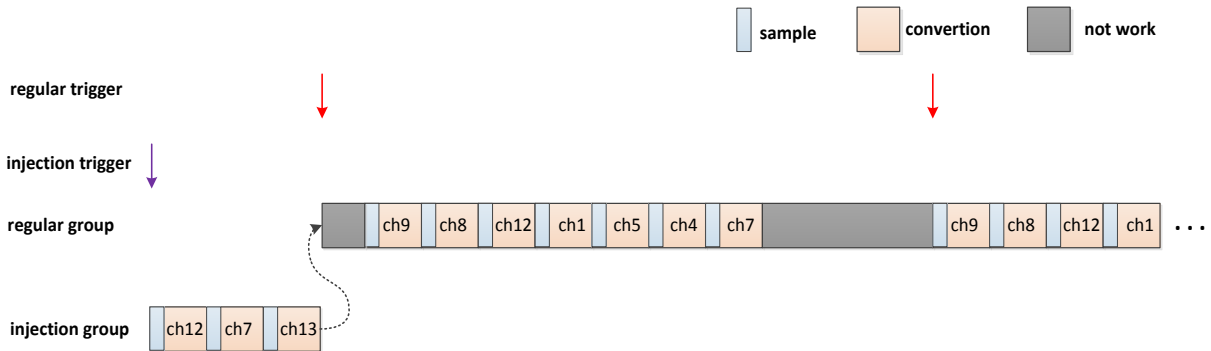 sample convertion not work
regular trigger
injection trigger
regular group ch9 ch8 ch12 ch1 ch5 ch4 ch7 ch9 ch8 ch12 ch1 ...
injection group ch12 ch7 ch13